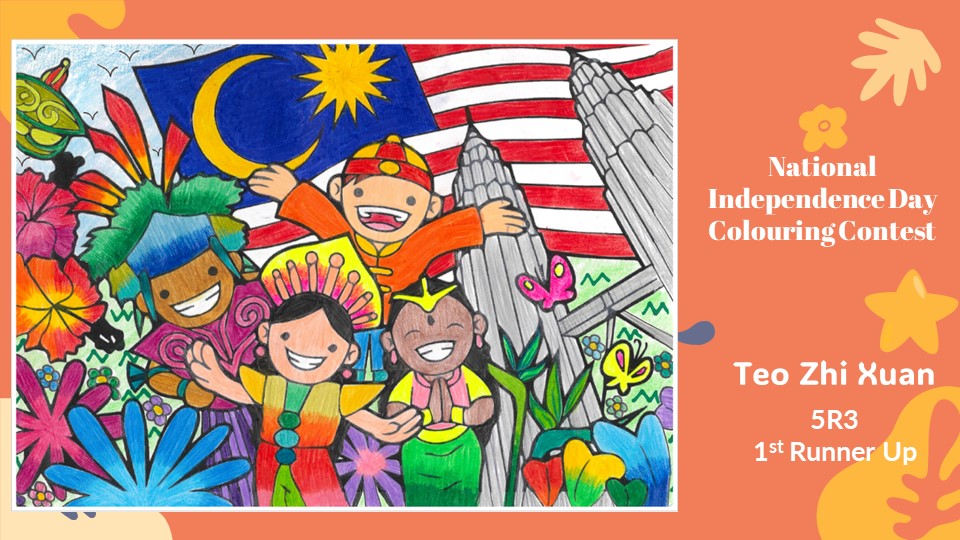 National
Independence Day
Colouring Contest
Teo Zhi Xuan
5R3
1st Runner Up